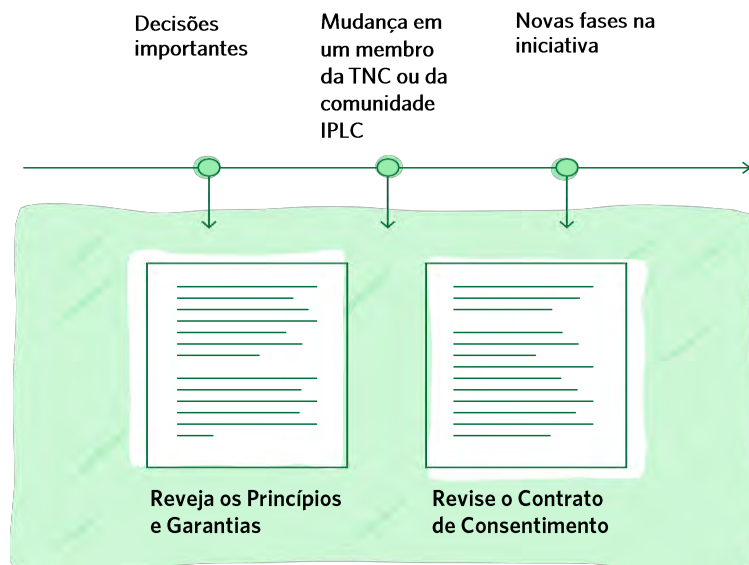 Decisões
importantes
Mudança em
um membro
da TNC ou da
comunidade
IPLC
Novas fases na
iniciativa
Reveja os Princípios
e Garantias
Revise o Contrato
de Consentimento